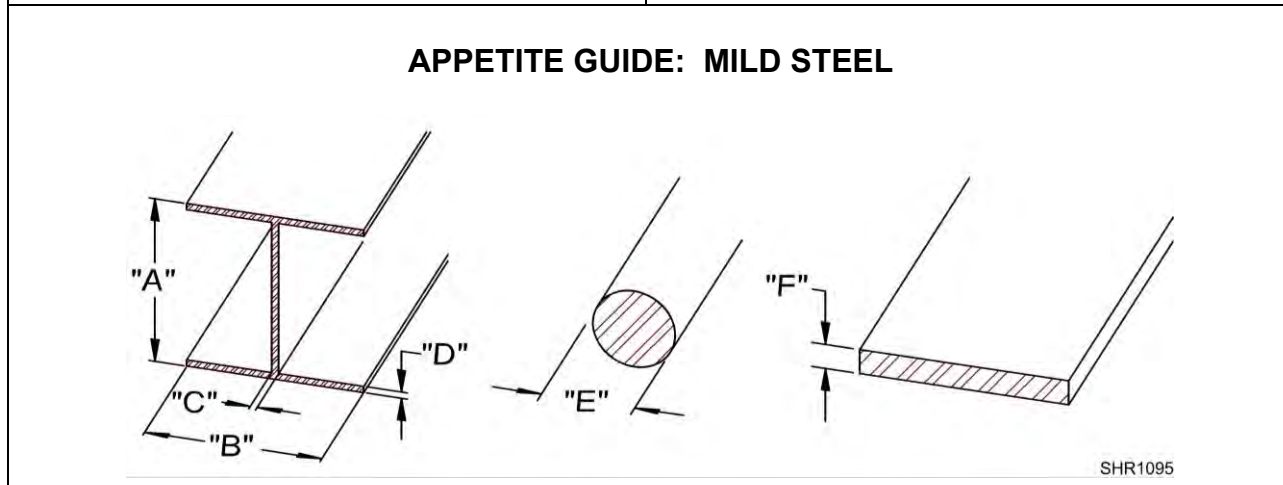 APPETITE GUIDE: MILD STEEL
"A"
"D"
"C"
"B"
"E"
"F"
SHR1095